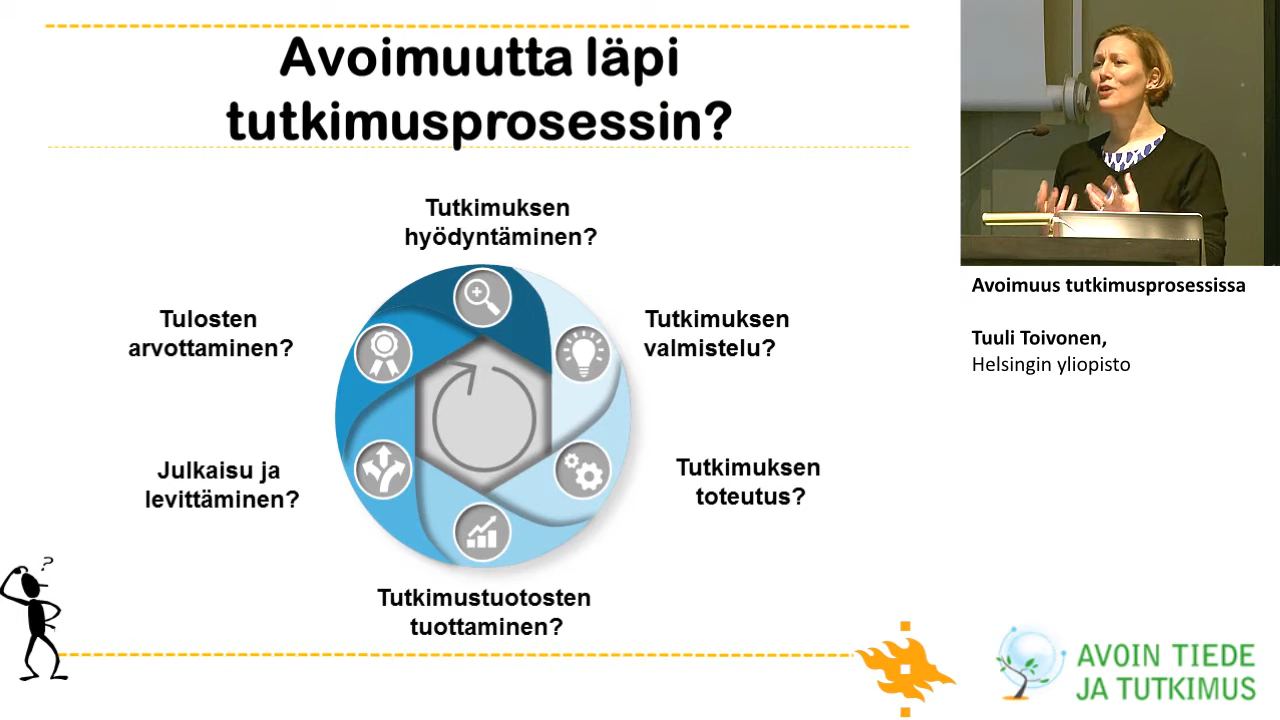 Avoimuutta läpi
tutkimusprosessin?
Tutkimuksen
hyödyntäminen?
Tulosten
arvottaminen?
Tutkimuksen
valmistelu?
Julkaisu ja
levittäminen?
Tutkimuksen
toteutus?
Tutkimustuotosten
tuottaminen?
?
Avoimuus tutkimusprosessissa
Tuuli Toivonen,
Helsingin yliopisto
AVOIN TIEDE
JA TUTKIMUS